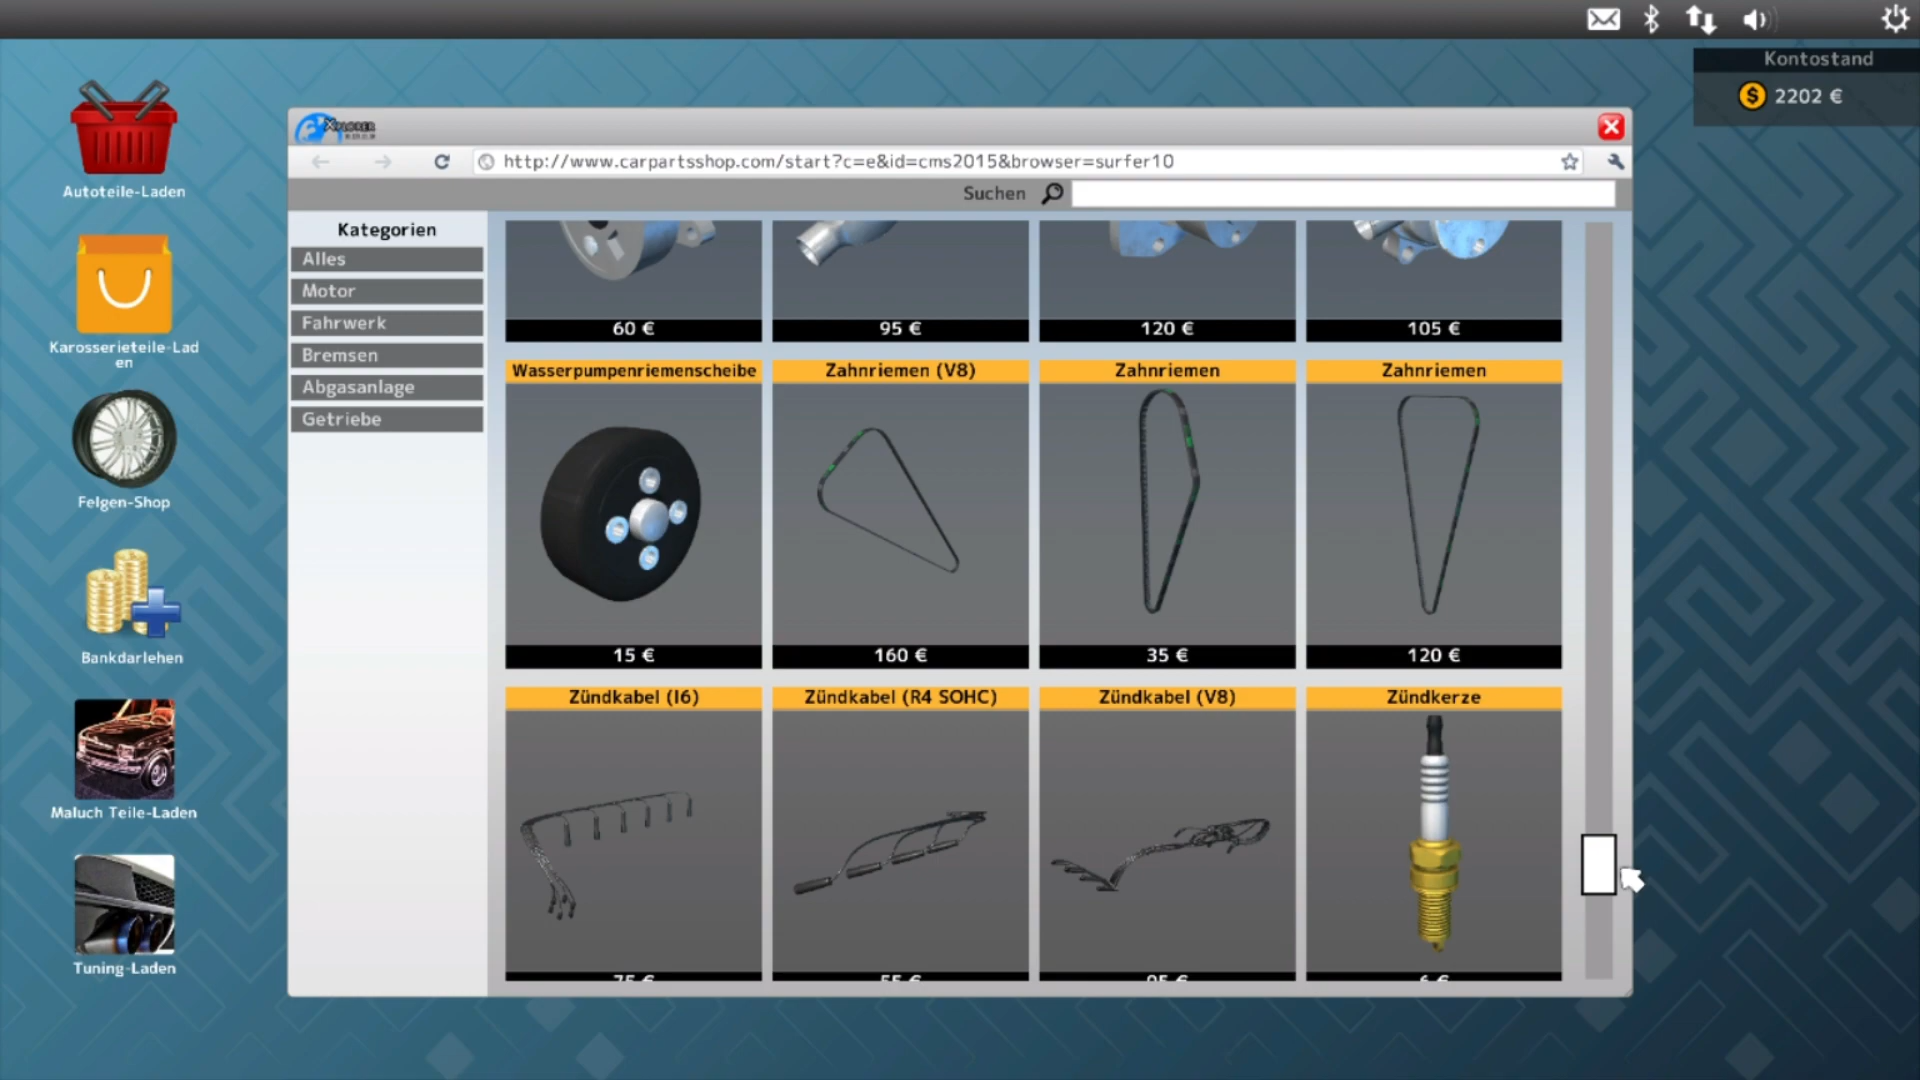 Kontostand
2202 €
Autoteile-Laden
Karosserieteile-Lad
en
Felgen-Shop
Bankdarlehen
Maluch Teile-Laden
Tuning-Laden
XPLORER
http://www.carpartsshop.com/start?c=e&id=cms2015&browser=surfer10
Suchen
Kategorien
Alles
Motor
Fahrwerk
Bremsen
Abgasanlage
Getriebe
60 €
95 €
120 €
105 €
Wasserpumpenriemenscheibe
Zahnriemen (V8)
Zahnriemen
Zahnriemen
15 €
160 €
35 €
120 €
Zündkabel (I6)
Zündkabel (R4 SOHC)
Zündkabel (V8)
Zündkerze